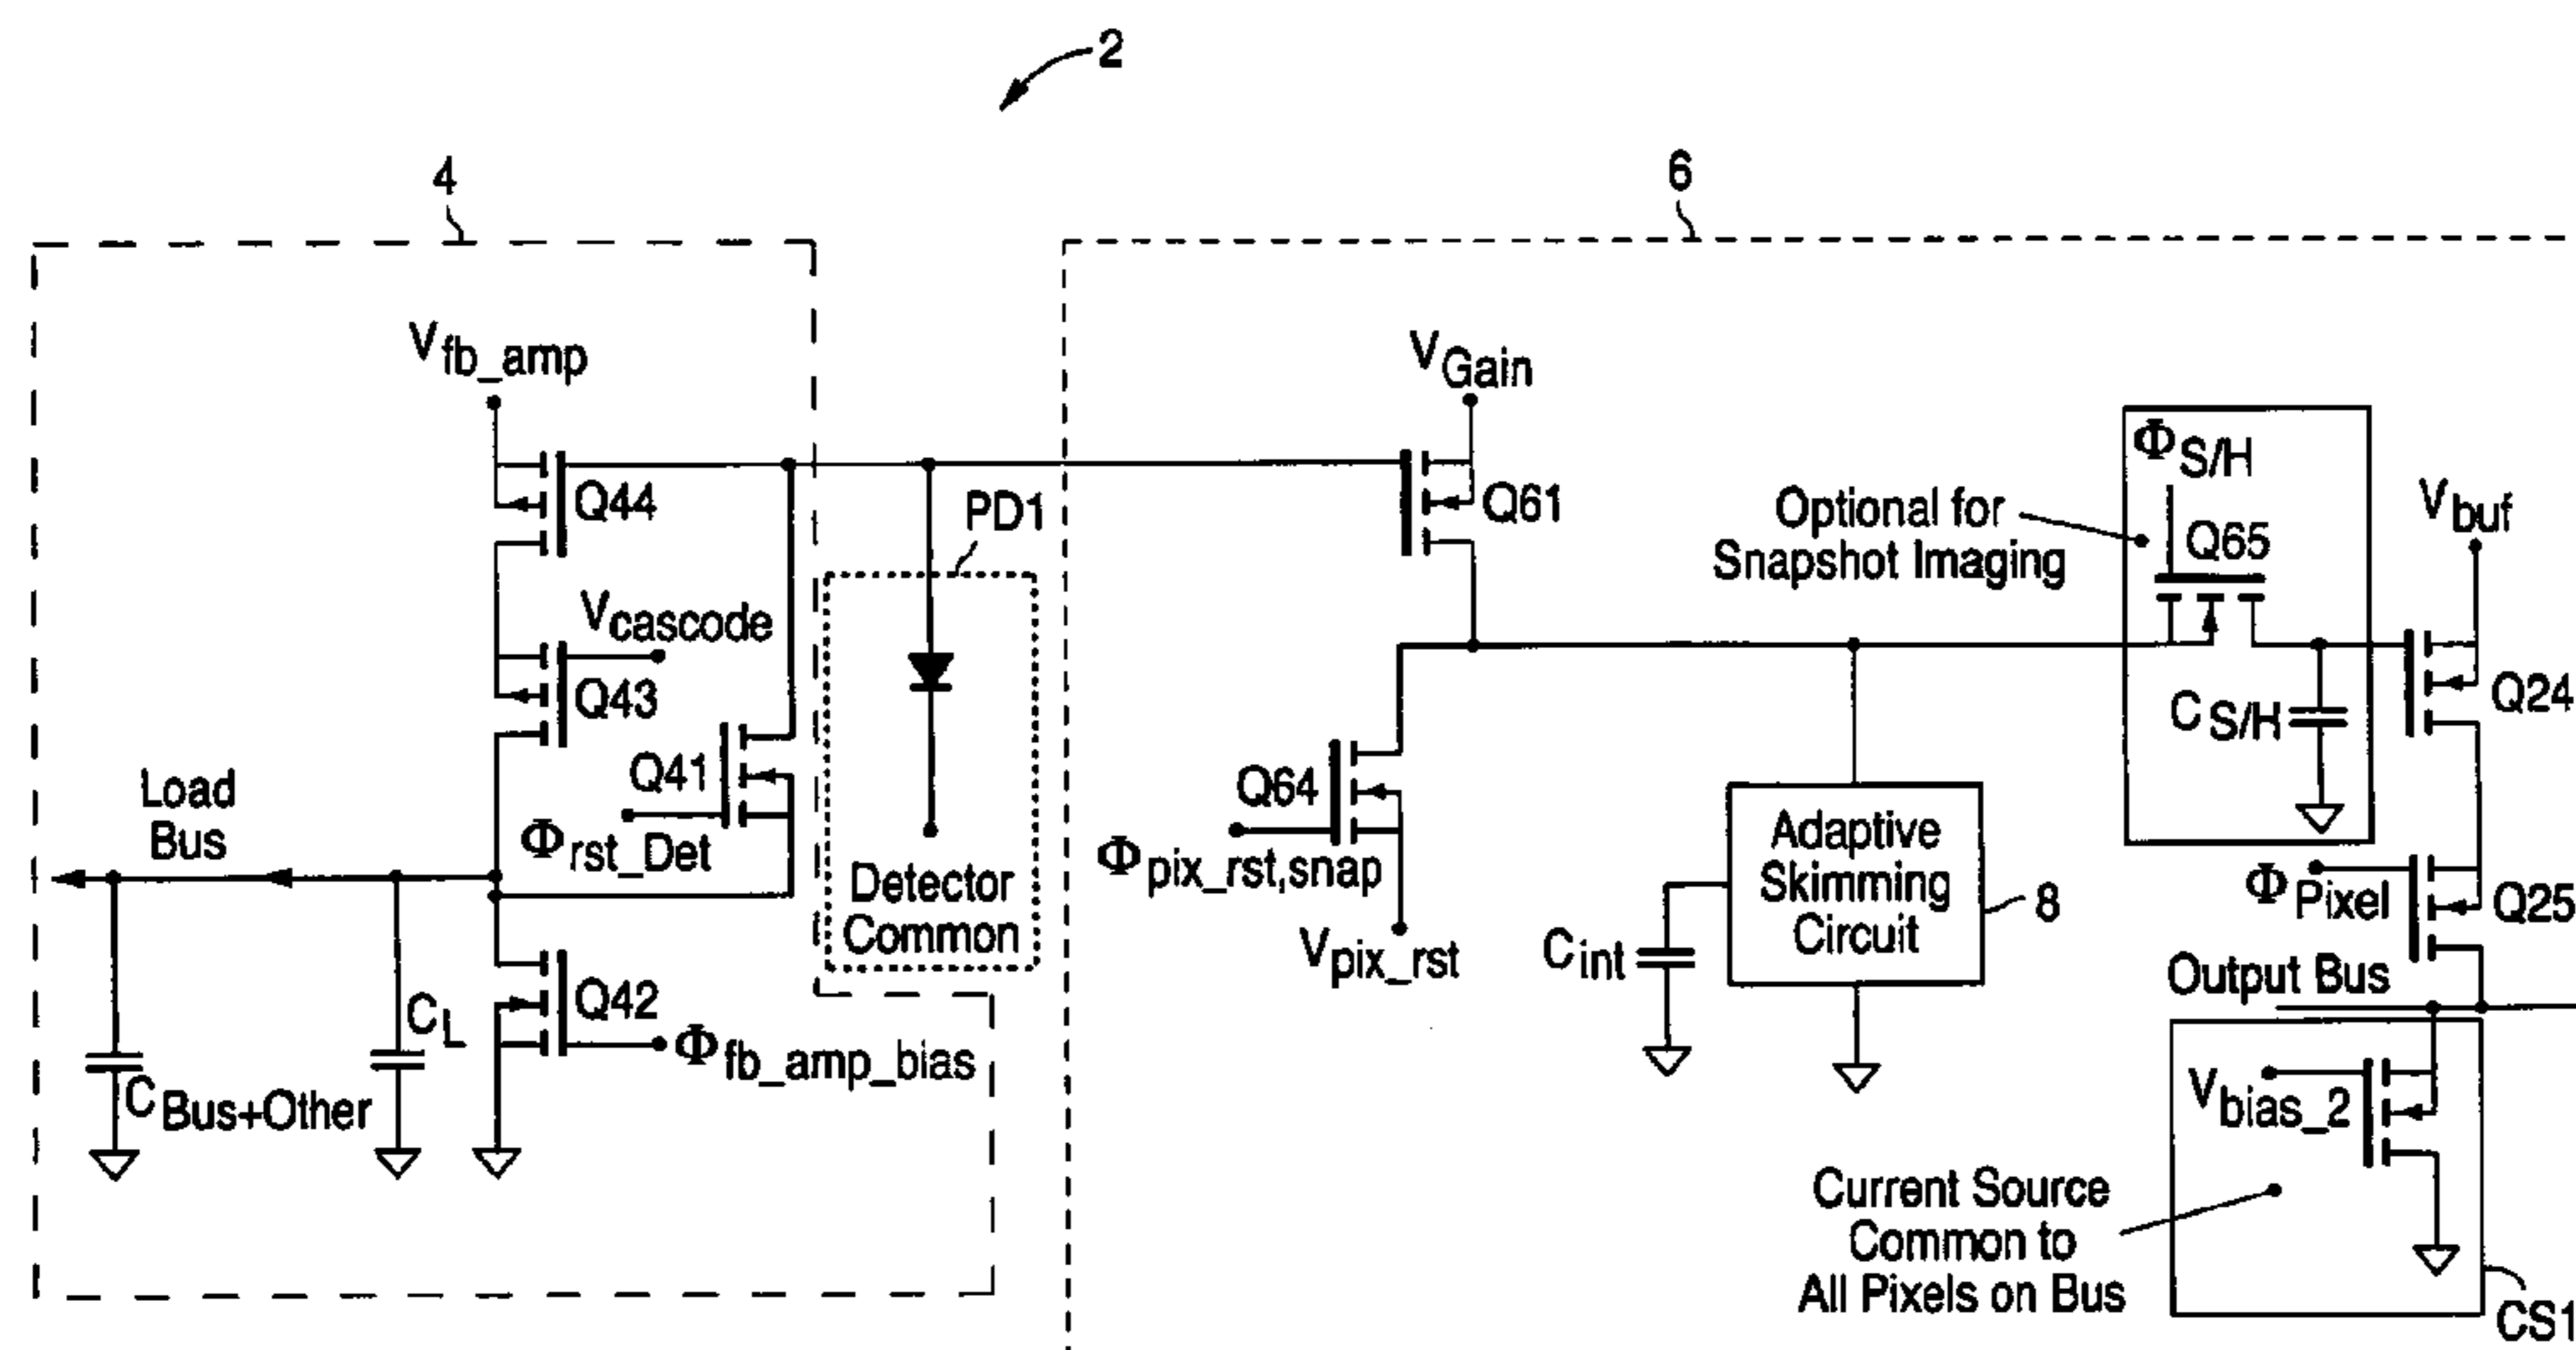 2
4
6
Vfb_amp
VGain
ΦS/H
Q44
PD1
Q61
Optional for
Snapshot Imaging
Q65
Vbuf
Vcascode
Q43
CS/H
Q24
Load
Bus
Q41
Φrst_Det
Detector
Common
Q64
Φpix_rst,snap
Vpix_rst
Adaptive
Skimming
Circuit
8
ΦPixel
Q25
Cint
Output Bus
Q42
CL
Φfb_amp_bias
CBus+Other
Vbias_2
Current Source
Common to
All Pixels on Bus
CS1